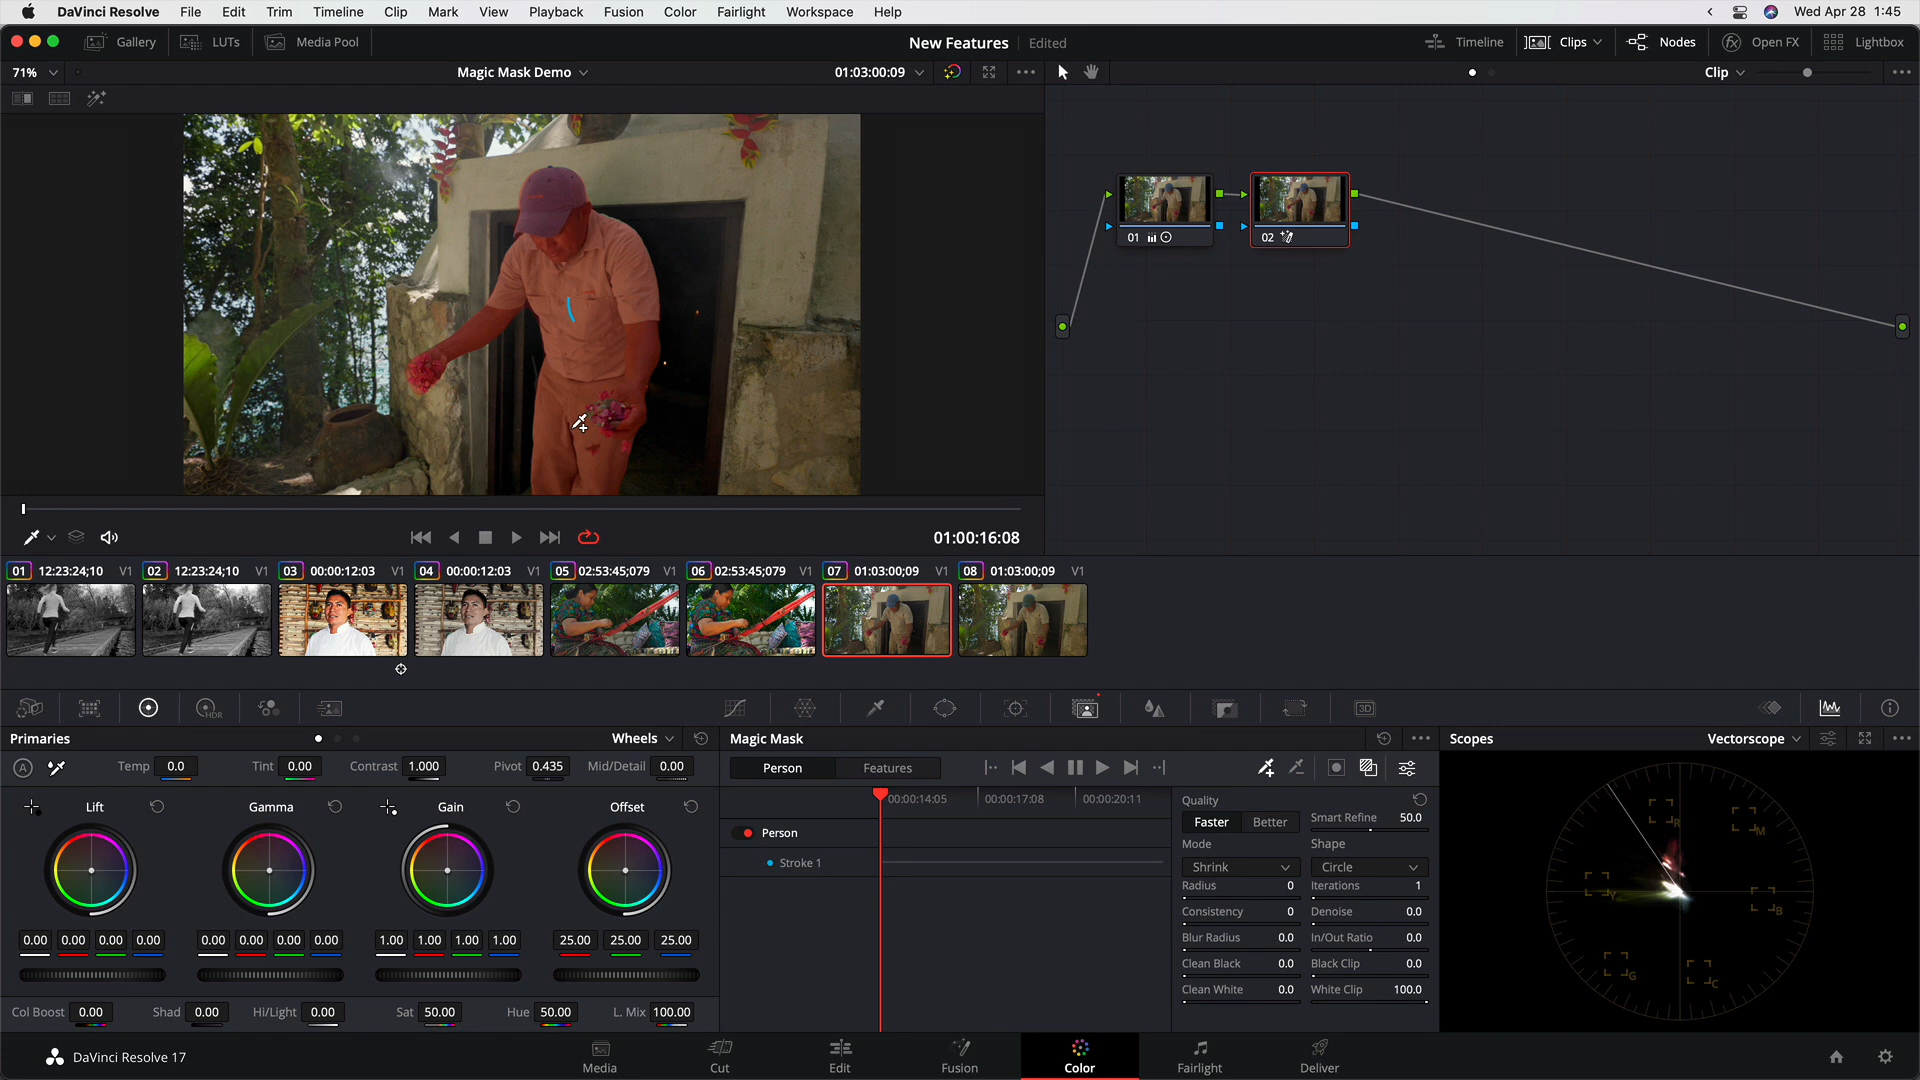 DaVinci Resolve File Edit Trim Timeline Clip Mark View Playback Fusion Color Fairlight Workspace Help Wed Apr 28 1:45
Gallery LUTs Media Pool New Features Edited Timeline Clips Nodes Open FX Lightbox
71% Magic Mask Demo 01:03:00:09 Clip
01 02
01:00:16:08
01 12:23:24;10 V1 02 12:23:24;10 V1 03 00:00:12:03 V1 04 00:00:12:03 V1 05 02:53:45;079 V1 06 02:53:45;079 V1 07 01:03:00;09 V1 08 01:03:00;09 V1
HDR 3D
Primaries Wheels Magic Mask Scopes Vectorscope
A Temp 0.0 Tint 0.00 Contrast 1.000 Pivot 0.435 Mid/Detail 0.00 Person Features
00:00:14:05 00:00:17:08 00:00:20:11 Quality
Lift Gamma Gain Offset Faster Better Smart Refine 50.0
Person Mode Shape
Stroke 1 Shrink Circle
Radius 0 Iterations 1
Consistency 0 Denoise 0.0
0.00 0.00 0.00 0.00 0.00 0.00 0.00 0.00 1.00 1.00 1.00 1.00 25.00 25.00 25.00 Blur Radius 0.0 In/Out Ratio 0.0
Clean Black 0.0 Black Clip 0.0
Clean White 0.0 White Clip 100.0
R M Y B G C
Col Boost 0.00 Shad 0.00 Hi/Light 0.00 Sat 50.00 Hue 50.00 L. Mix 100.00
DaVinci Resolve 17 Media Cut Edit Fusion Color Fairlight Deliver